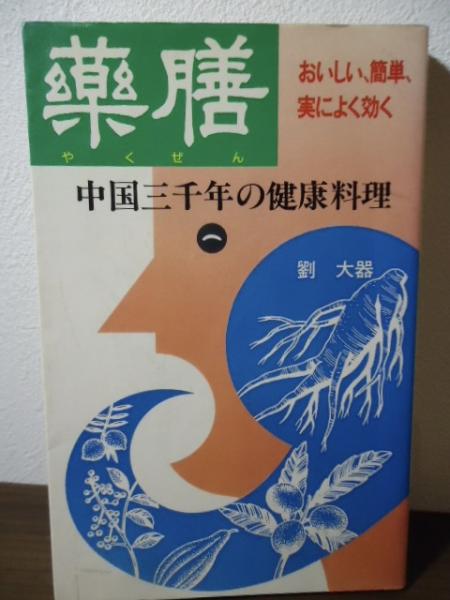 藥膳
やくぜん
おいしい、簡単、
実によく効く
中国三千年の健康料理
一
劉 大器